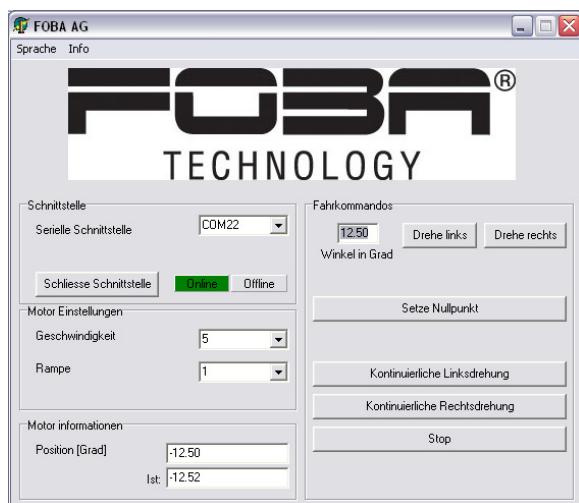 FOBA AG
Sprache Info
FOBA®
TECHNOLOGY
Schnittstelle
Serielle Schnittstelle
COM22
Schliesse Schnittstelle
Online
Offline
Motor Einstellungen
Geschwindigkeit
5
Rampe
1
Motor informationen
Position [Grad]
-12.50
Ist:
-12.52
Fahrkommandos
12.50
Winkel in Grad
Drehe links
Drehe rechts
Setze Nullpunkt
Kontinuierliche Linksdrehung
Kontinuierliche Rechtsdrehung
Stop